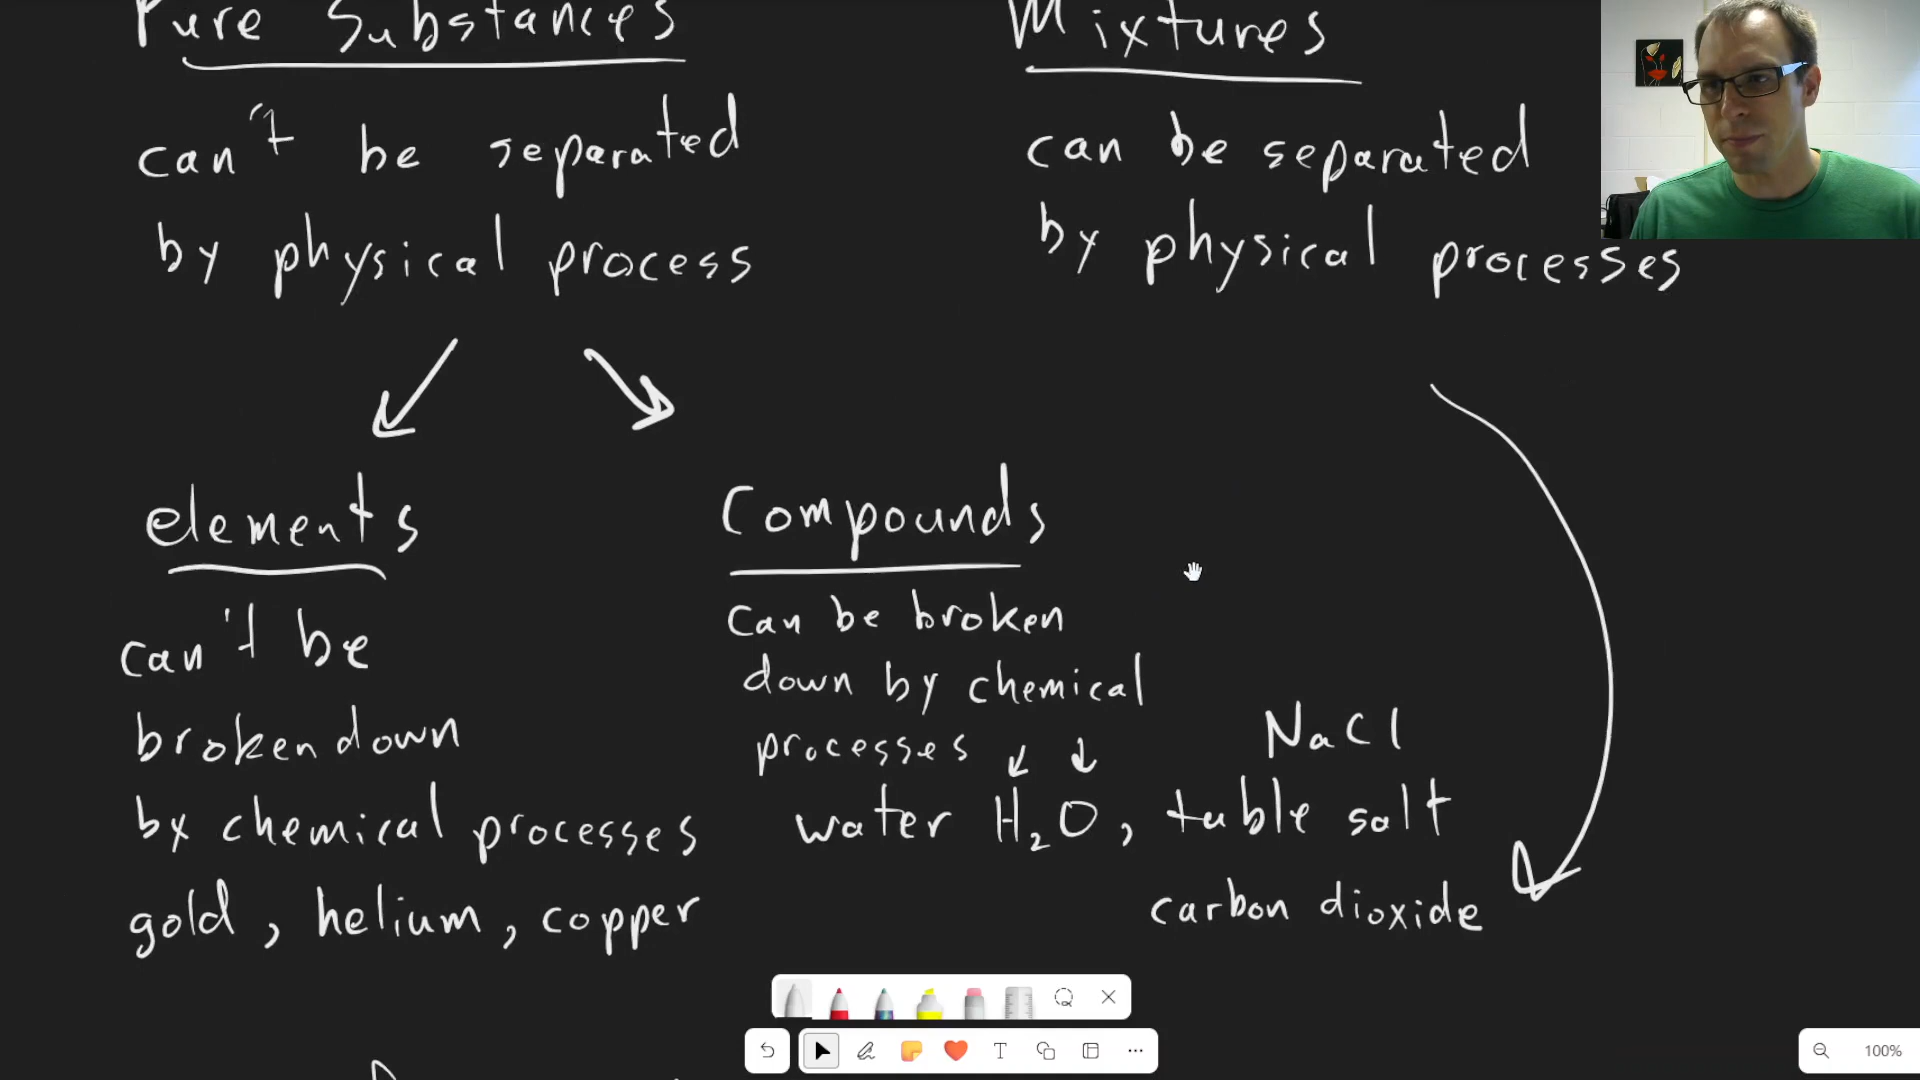 Pure Substances
can't be separated
by physical process
Mixtures
can be separated
by physical processes
elements
can't be
broken down
by chemical processes
gold, helium, copper
Compounds
can be broken
down by chemical
processes
NaCl
water H₂O, table salt
carbon dioxide
100%